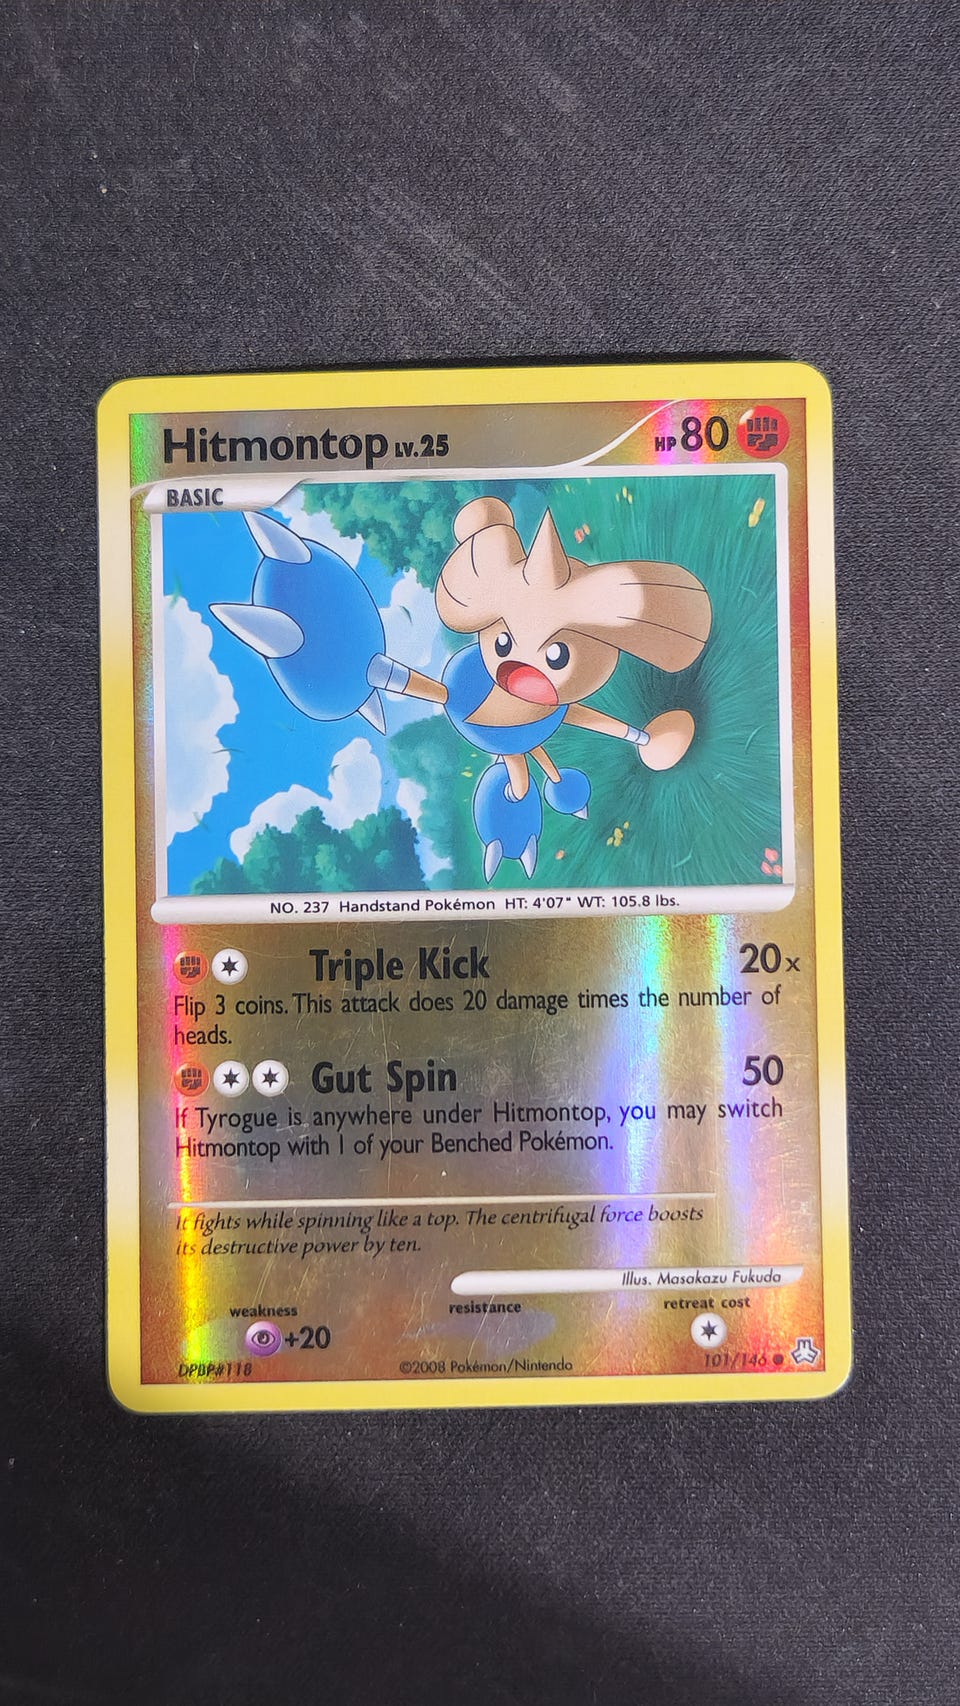 Hitmontop LV.25 HP 80
BASIC
NO. 237 Handstand Pokémon HT: 4'07" WT: 105.8 lbs.
Triple Kick 20x
Flip 3 coins. This attack does 20 damage times the number of
heads.
Gut Spin 50
If Tyrogue is anywhere under Hitmontop, you may switch
Hitmontop with 1 of your Benched Pokémon.
It fights while spinning like a top. The centrifugal force boosts
its destructive power by ten.
Illus. Masakazu Fukuda
weakness resistance retreat cost
+20
DPBP#118 ©2008 Pokémon/Nintendo 101/146